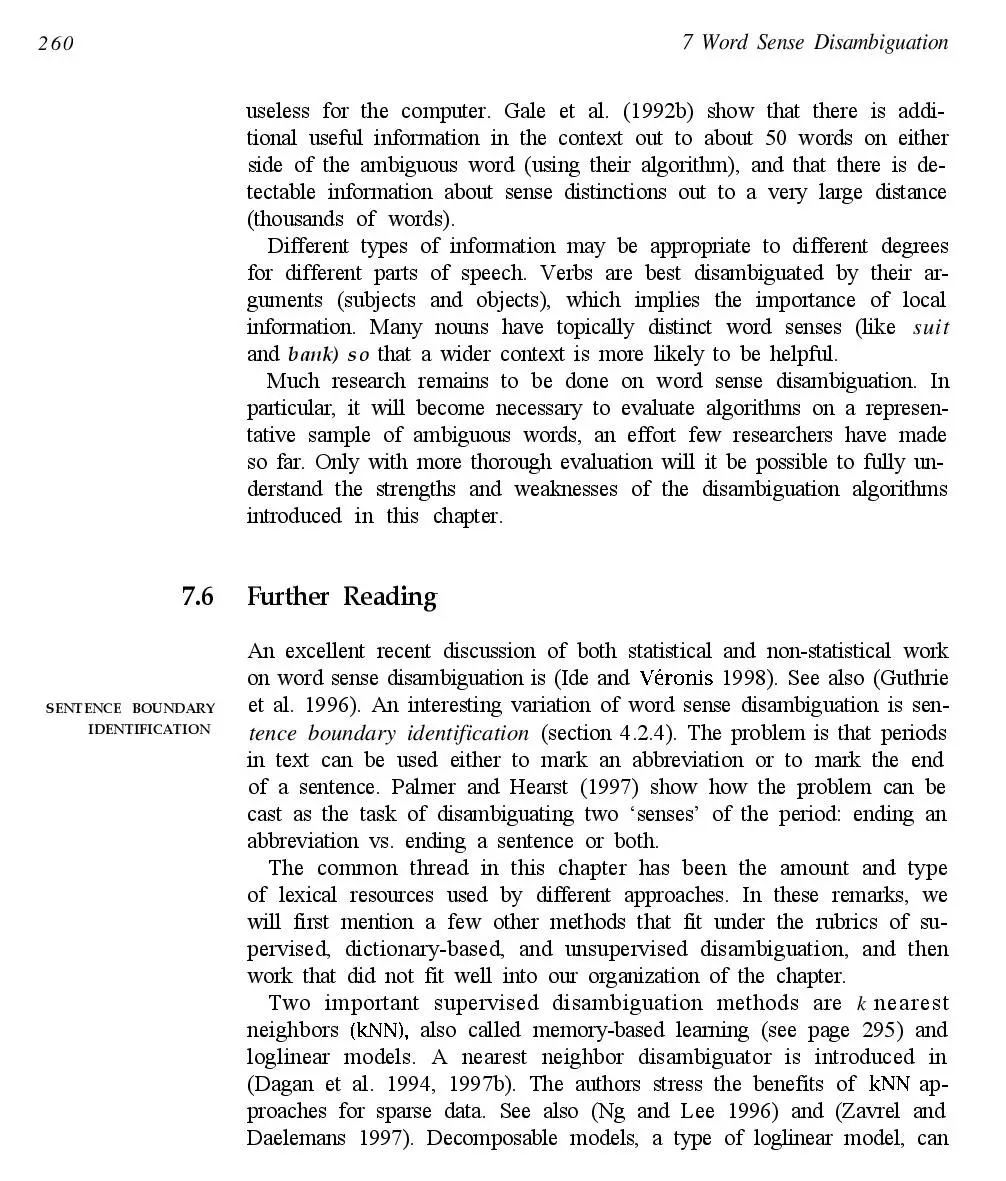 260
7 Word Sense Disambiguation
useless for the computer. Gale et al. (1992b) show that there is addi-
tional useful information in the context out to about 50 words on either
side of the ambiguous word (using their algorithm), and that there is de-
tectable information about sense distinctions out to a very large distance
(thousands of words).
Different types of information may be appropriate to different degrees
for different parts of speech. Verbs are best disambiguated by their ar-
guments (subjects and objects), which implies the importance of local
information. Many nouns have topically distinct word senses (like suit
and bank) so that a wider context is more likely to be helpful.
Much research remains to be done on word sense disambiguation. In
particular, it will become necessary to evaluate algorithms on a represen-
tative sample of ambiguous words, an effort few researchers have made
so far. Only with more thorough evaluation will it be possible to fully un-
derstand the strengths and weaknesses of the disambiguation algorithms
introduced in this chapter.
7.6 Further Reading
An excellent recent discussion of both statistical and non-statistical work
on word sense disambiguation is (Ide and Véronis 1998). See also (Guthrie
SENTENCE BOUNDARY
IDENTIFICATION
et al. 1996). An interesting variation of word sense disambiguation is sen-
tence boundary identification (section 4.2.4). The problem is that periods
in text can be used either to mark an abbreviation or to mark the end
of a sentence. Palmer and Hearst (1997) show how the problem can be
cast as the task of disambiguating two ‘senses’ of the period: ending an
abbreviation vs. ending a sentence or both.
The common thread in this chapter has been the amount and type
of lexical resources used by different approaches. In these remarks, we
will first mention a few other methods that fit under the rubrics of su-
pervised, dictionary-based, and unsupervised disambiguation, and then
work that did not fit well into our organization of the chapter.
Two important supervised disambiguation methods are k nearest
neighbors (kNN), also called memory-based learning (see page 295) and
loglinear models. A nearest neighbor disambiguator is introduced in
(Dagan et al. 1994, 1997b). The authors stress the benefits of kNN ap-
proaches for sparse data. See also (Ng and Lee 1996) and (Zavrel and
Daelemans 1997). Decomposable models, a type of loglinear model, can